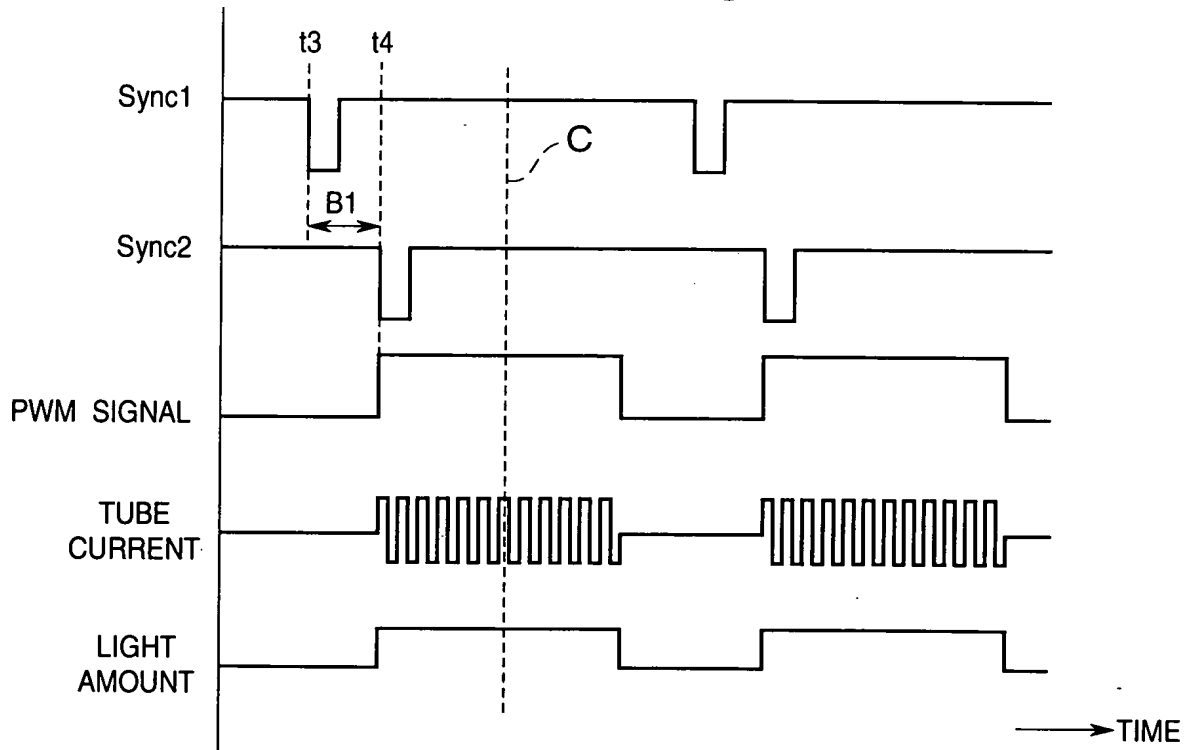 t3 t4
Sync1
C
B1
Sync2
PWM SIGNAL
TUBE
CURRENT
LIGHT
AMOUNT
TIME